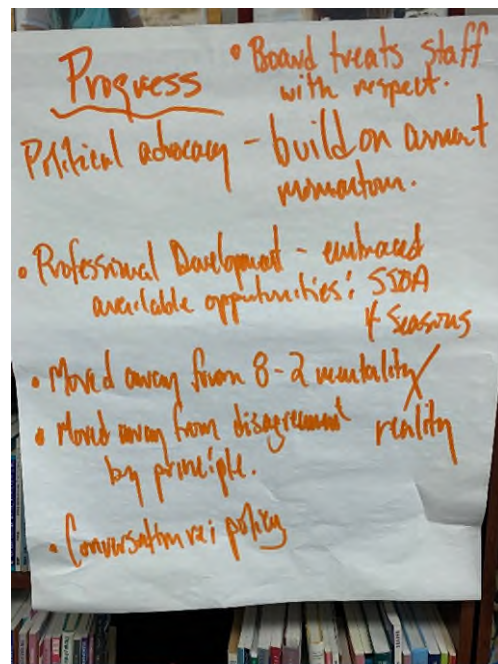 Progress
• Board treats staff
with respect.
Political advocacy - build on current
momentum.
• Professional Development - embraced
available opportunities: SSDA
4 Seasons
• Moved away from 8-2 mentality/
reality
• Moved away from disagreement
by principle.
• Conversation re: policy